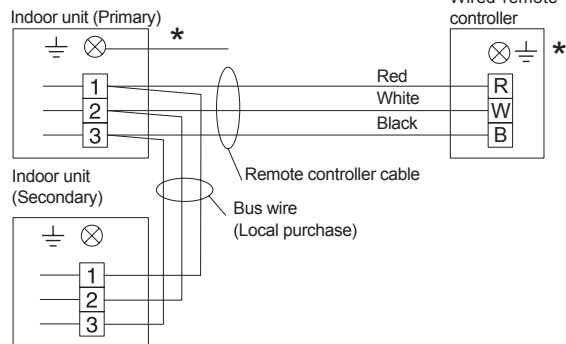 Indoor unit (Primary)
*
Wired remote
controller
*
1
2
3
Red
White
Black
R
W
B
Remote controller cable
Bus wire
(Local purchase)
Indoor unit
(Secondary)
1
2
3